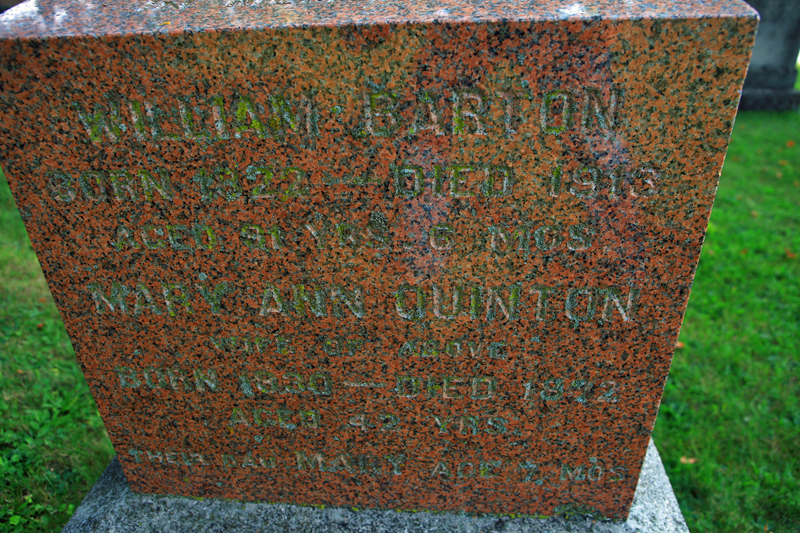 WILLIAM BARTON
BORN 1822 — DIED 1913
AGED 91 YRS. 6 MOS.
MARY ANN QUINTON
WIFE OF ABOVE
BORN 1830 — DIED 1872
AGED 42 YRS.
THEIR DAU. MARY AGE MOS